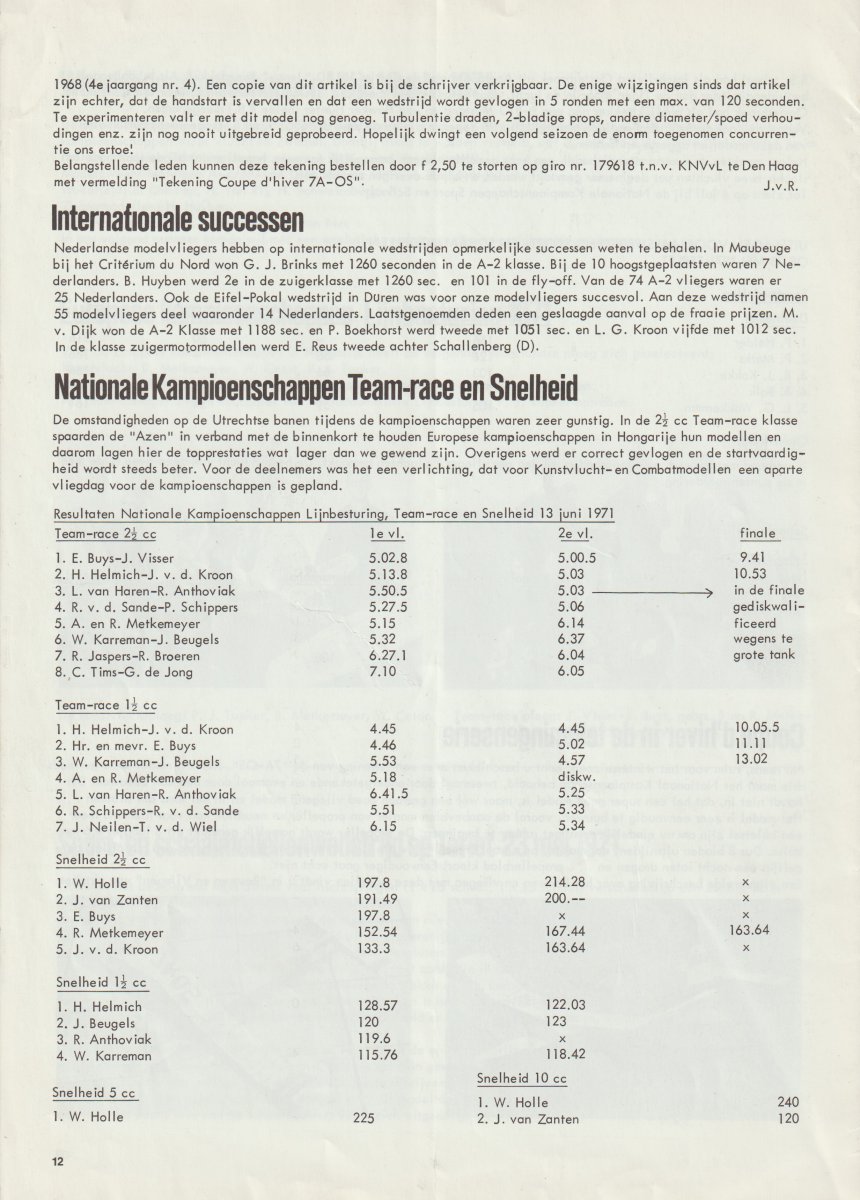 1968 (4e jaargang nr. 4). Een copie van dit artikel is bij de schrijver verkrijgbaar. De enige wijzigingen sinds dat artikel
zijn echter, dat de handstart is vervallen en dat een wedstrijd wordt gevlogen in 5 ronden met een max. van 120 seconden.
Te experimenteren valt er met dit model nog genoeg. Turbulentie draden, 2-bladige props, andere diameter/spoed verhou-
dingen enz. zijn nog nooit uitgebreid geprobeerd. Hopelijk dwingt een volgend seizoen de enorm toegenomen concurren-
tie ons ertoe!
Belangstellende leden kunnen deze tekening bestellen door f 2,50 te storten op giro nr. 179618 t.n.v. KNVvL te Den Haag
met vermelding "Tekening Coupe d'hiver 7A-OS".
J.v.R.
Internationale successen
Nederlandse modelvliegers hebben op internationale wedstrijden opmerkelijke successen weten te behalen. In Maubeuge
bij het Critérium du Nord won G. J. Brinks met 1260 seconden in de A-2 klasse. Bij de 10 hoogstgeplaatsten waren 7 Ne-
derlanders. B. Huyben werd 2e in de zuigerklasse met 1260 sec. en 101 in de fly-off. Van de 74 A-2 vliegers waren er
25 Nederlanders. Ook de Eifel-Pokal wedstrijd in Duren was voor onze modelvliegers succesvol. Aan deze wedstrijd namen
55 modelvliegers deel waaronder 14 Nederlanders. Laatstgenoemden deden een geslaagde aanval op de fraaie prijzen. M.
v. Dijk won de A-2 Klasse met 1188 sec. en P. Boekhorst werd tweede met 1051 sec. en L. G. Kroon vijfde met 1012 sec.
In de klasse zuigermotormodellen werd E. Reus tweede achter Schallenberg (D).
Nationale Kampioenschappen Team-race en Snelheid
De omstandigheden op de Utrechtse banen tijdens de kampioenschappen waren zeer gunstig. In de 2½ cc Team-race klasse
spaarden de "Azen" in verband met de binnenkort te houden Europese kampioenschappen in Hongarije hun modellen en
daarom lagen hier de topprestaties wat lager dan we gewend zijn. Overigens werd er correct gevlogen en de startvaardig-
heid wordt steeds beter. Voor de deelnemers was het een verlichting, dat voor Kunstvlucht- en Combatmodellen een aparte
vliegdag voor de kampioenschappen is gepland.
Resultaten Nationale Kampioenschappen Lijnbesturing, Team-race en Snelheid 13 juni 1971
Team-race 2½ cc 1e vl. 2e vl. finale
1. E. Buys-J. Visser 5.02.8 5.00.5 9.41
2. H. Helmich-J. v. d. Kroon 5.13.8 5.03 10.53
3. L. van Haren-R. Anthoviak 5.50.5 5.03 in de finale
4. R. v. d. Sande-P. Schippers 5.27.5 5.06 gediskwali-
5. A. en R. Metkemeyer 5.15 6.14 ficeerd
6. W. Karreman-J. Beugels 5.32 6.37 wegens te
7. R. Jaspers-R. Broeren 6.27.1 6.04 grote tank
8. C. Tims-G. de Jong 7.10 6.05
Team-race 1½ cc
1. H. Helmich-J. v. d. Kroon 4.45 4.45 10.05.5
2. Hr. en mevr. E. Buys 4.46 5.02 11.11
3. W. Karreman-J. Beugels 5.53 4.57 13.02
4. A. en R. Metkemeyer 5.18 diskw.
5. L. van Haren-R. Anthoviak 6.41.5 5.25
6. R. Schippers-R. v. d. Sande 5.51 5.33
7. J. Neilen-T. v. d. Wiel 6.15 5.34
Snelheid 2½ cc
1. W. Holle 197.8 214.28 x
2. J. van Zanten 191.49 200.-- x
3. E. Buys 197.8 x x
4. R. Metkemeyer 152.54 167.44 163.64
5. J. v. d. Kroon 133.3 163.64 x
Snelheid 1½ cc
1. H. Helmich 128.57 122.03
2. J. Beugels 120 123
3. R. Anthoviak 119.6 x
4. W. Karreman 115.76 118.42
Snelheid 5 cc
1. W. Holle 225
Snelheid 10 cc
1. W. Holle 240
2. J. van Zanten 120
12